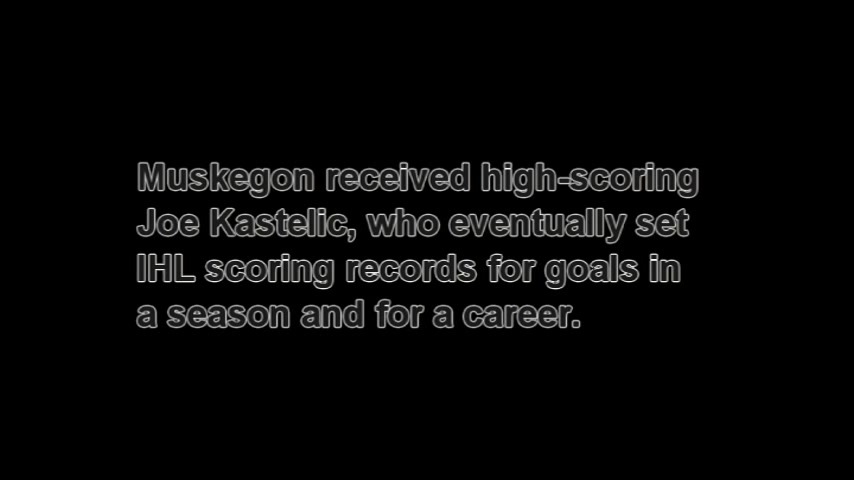 Muskegon received high-scoring
Joe Kastelic, who eventually set
IHL scoring records for goals in
a season and for a career.